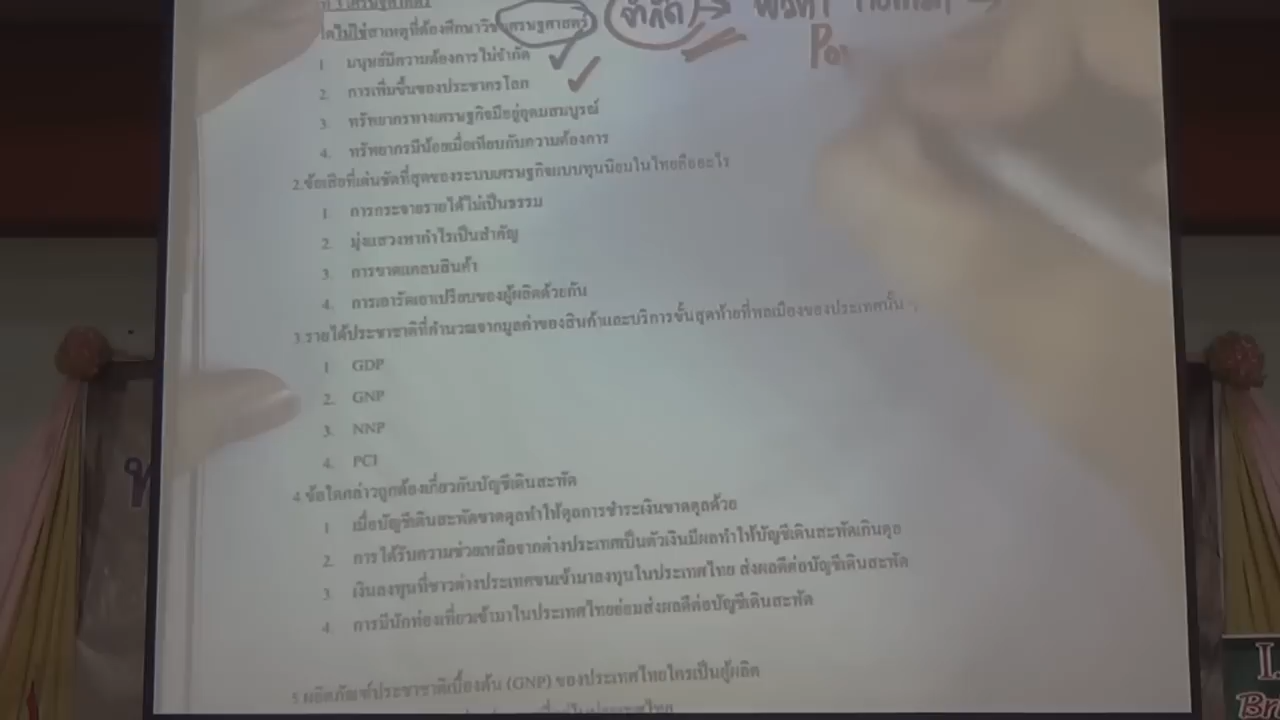 ใดไม่ใช่สาเหตุที่ต้องศึกษาวิชาเศรษฐศาสตร์ จำกัด
1. มนุษย์มีความต้องการไม่จำกัด
2. การเพิ่มขึ้นของประชากรโลก
3. ทรัพยากรทางเศรษฐกิจมีอยู่อุดมสมบูรณ์
4. ทรัพยากรมีน้อยเมื่อเทียบกับความต้องการ
2.ข้อเสียที่เด่นชัดที่สุดของระบบเศรษฐกิจแบบทุนนิยมในไทยคืออะไร
1. การกระจายรายได้ไม่เป็นธรรม
2. มุ่งแสวงหากำไรเป็นสำคัญ
3. การขาดแคลนสินค้า
4. การเอารัดเอาเปรียบของผู้ผลิตด้วยกัน
3.รายได้ประชาชาติที่คำนวณจากมูลค่าของสินค้าและบริการขั้นสุดท้ายที่พลเมืองของประเทศนั้น ๆ
1 GDP
2. GNP
3. NNP
4. PCI
4.ข้อใดกล่าวถูกต้องเกี่ยวกับบัญชีเดินสะพัด
1 เมื่อบัญชีเดินสะพัดขาดดุลทำให้ดุลการชำระเงินขาดดุลด้วย
2. การได้รับความช่วยเหลือจากต่างประเทศเป็นตัวเงินมีผลทำให้บัญชีเดินสะพัดเกินดุล
3. เงินลงทุนที่ชาวต่างประเทศขนเข้ามาลงทุนในประเทศไทย ส่งผลดีต่อบัญชีเดินสะพัด
4. การมีนักท่องเที่ยวเข้ามาในประเทศไทยย่อมส่งผลดีต่อบัญชีเดินสะพัด
5.ผลิตภัณฑ์ประชาชาติเบื้องต้น (GNP) ของประเทศไทยใครเป็นผู้ผลิต